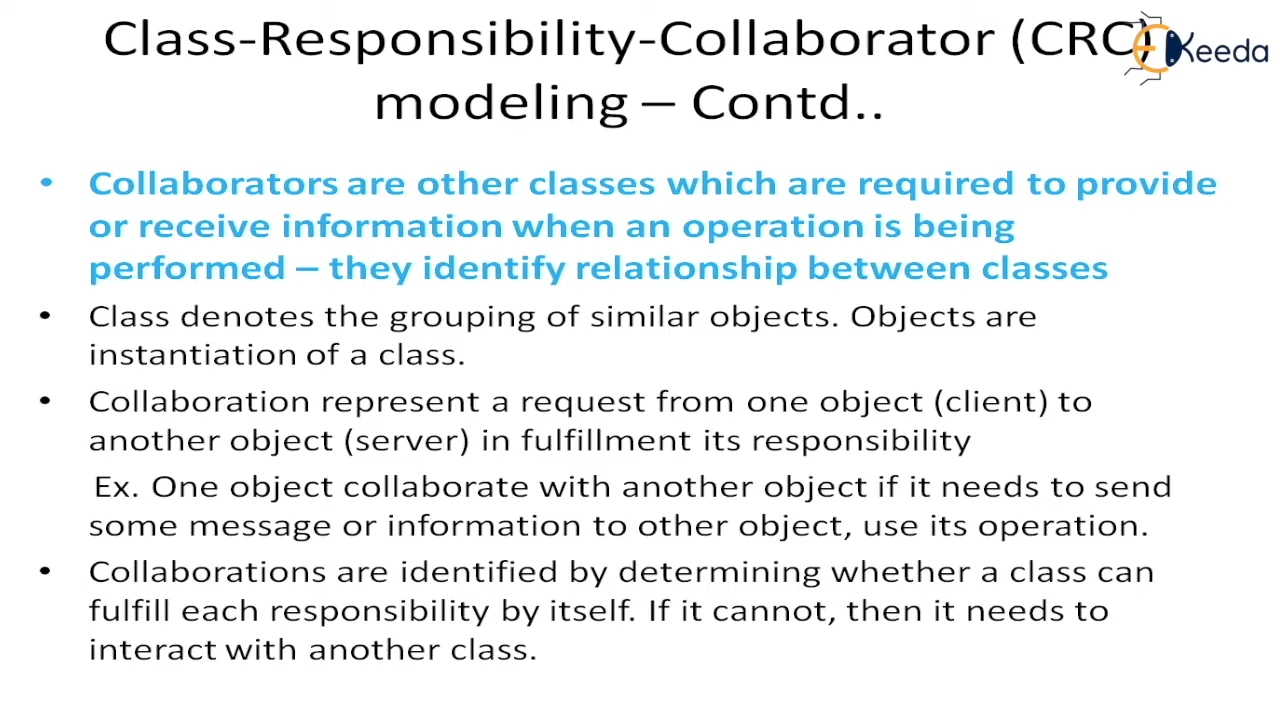 Class-Responsibility-Collaborator (CRC)
modeling – Contd..
Keeda
• Collaborators are other classes which are required to provide
or receive information when an operation is being
performed – they identify relationship between classes
• Class denotes the grouping of similar objects. Objects are
instantiation of a class.
• Collaboration represent a request from one object (client) to
another object (server) in fulfillment its responsibility
Ex. One object collaborate with another object if it needs to send
some message or information to other object, use its operation.
• Collaborations are identified by determining whether a class can
fulfill each responsibility by itself. If it cannot, then it needs to
interact with another class.